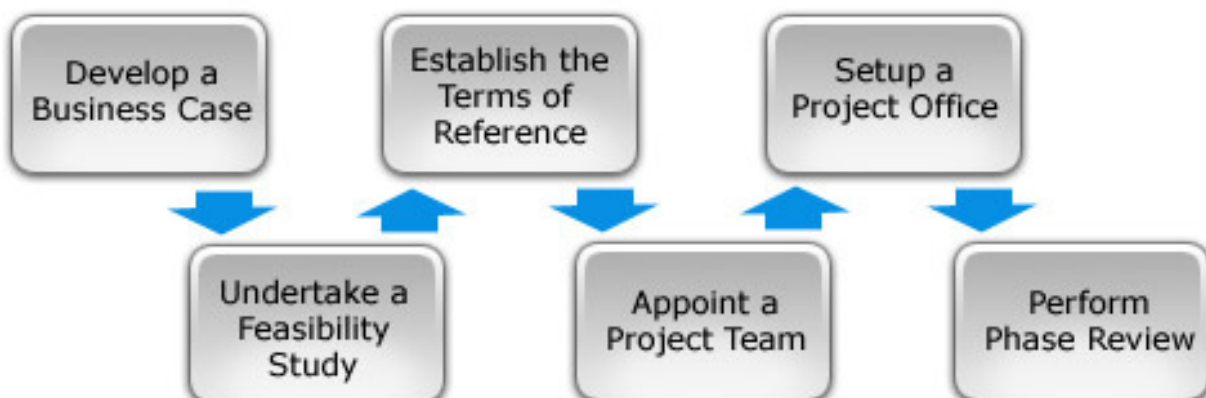 Develop a
Business Case
Undertake a
Feasibility
Study
Establish the
Terms of
Reference
Appoint a
Project Team
Setup a
Project Office
Perform
Phase Review